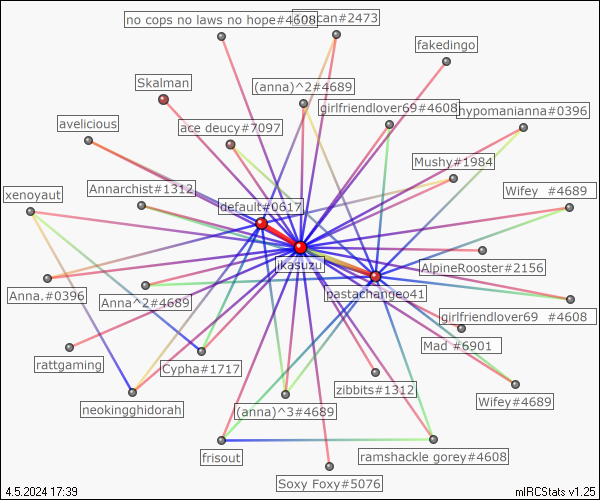 no cops no laws no hope#4608
can#2473
fakedingo
Skalman
(anna)^2#4689
girlfriendlover69#4608
hypomanianna#0396
avelicious
ace deucy#7097
Mushy#1984
xenoyaut
Annarchist#1312
Wifey #4689
default#0617
ikasuzu
AlpineRooster#2156
Anna.#0396
Anna^2#4689
pastachange041
girlfriendlover69 #4608
Mad #6901
rattgaming
Cypha#1717
zibbits#1312
Wifey#4689
neokingghidorah
(anna)^3#4689
frisout
ramshackle gorey#4608
Soxy Foxy#5076
4.5.2024 17:39
mIRCStats v1.25